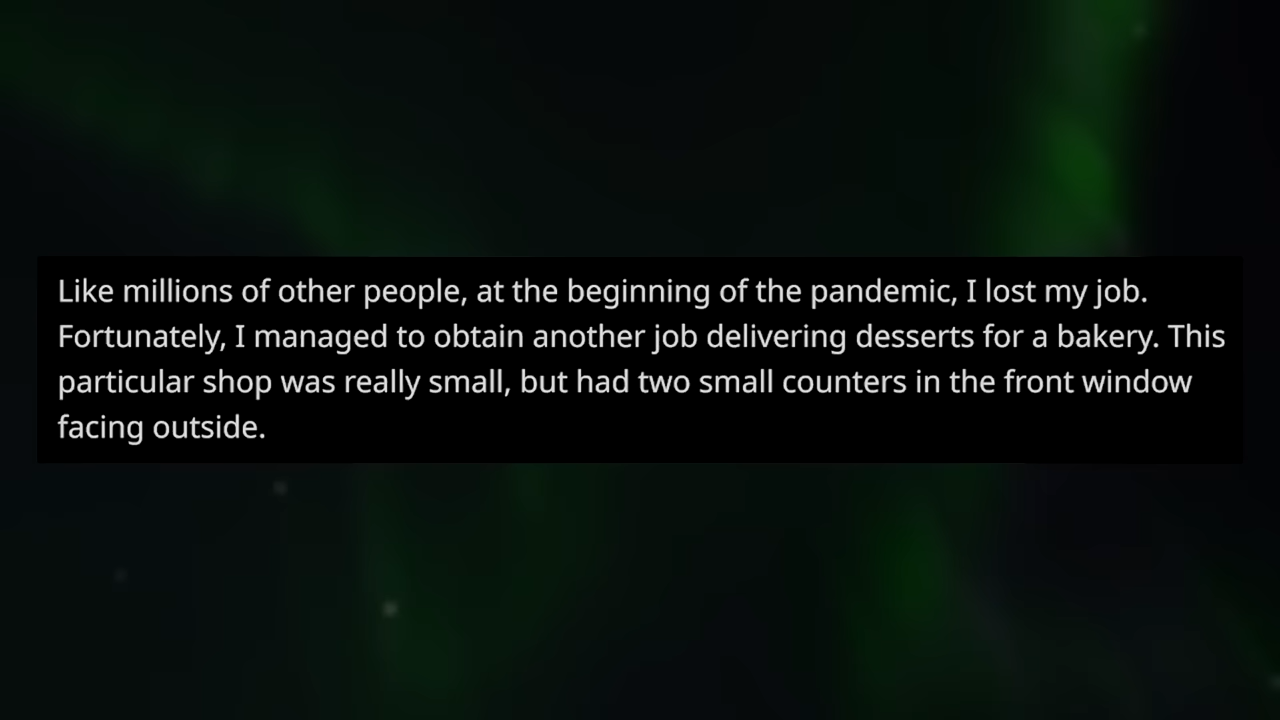 Like millions of other people, at the beginning of the pandemic, I lost my job.
Fortunately, I managed to obtain another job delivering desserts for a bakery. This
particular shop was really small, but had two small counters in the front window
facing outside.